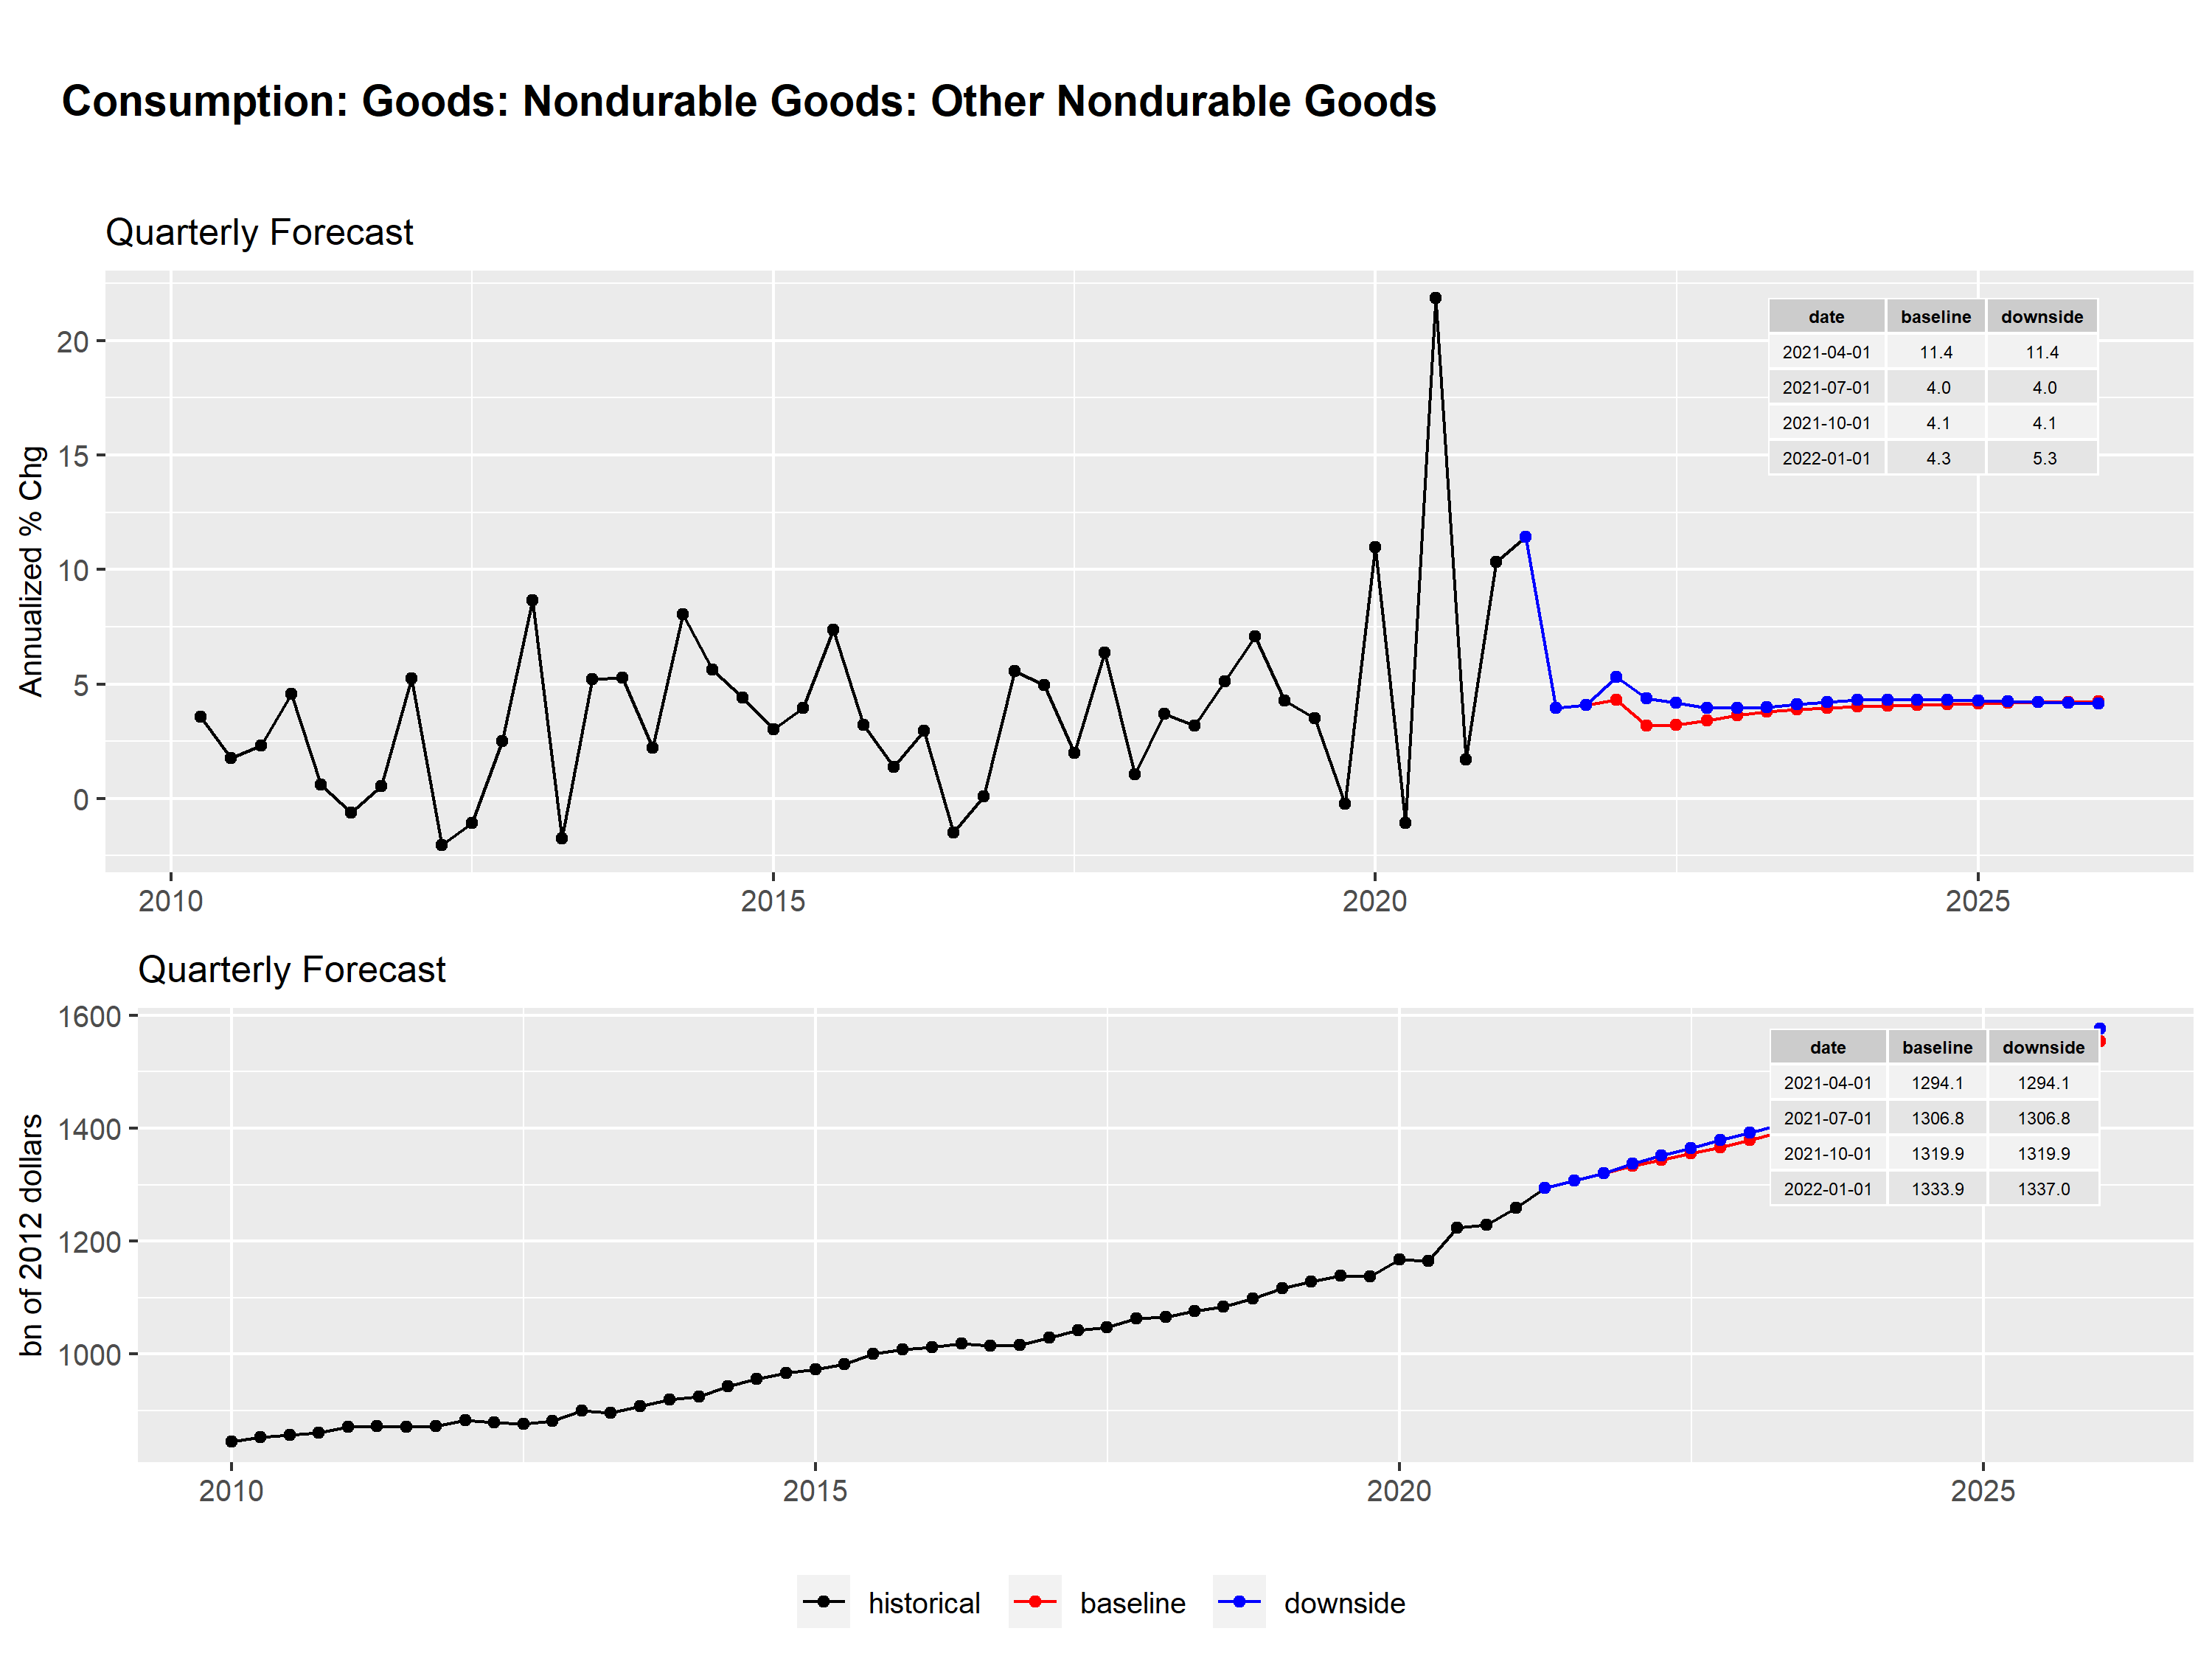 Consumption: Goods: Nondurable Goods: Other Nondurable Goods
Quarterly Forecast
Annualized % Chg
20
15
10
5
0
date baseline downside
2021-04-01 11.4 11.4
2021-07-01 4.0 4.0
2021-10-01 4.1 4.1
2022-01-01 4.3 5.3
2010 2015 2020 2025
Quarterly Forecast
bn of 2012 dollars
1600
1400
1200
1000
date baseline downside
2021-04-01 1294.1 1294.1
2021-07-01 1306.8 1306.8
2021-10-01 1319.9 1319.9
2022-01-01 1333.9 1337.0
2010 2015 2020 2025
historical baseline downside